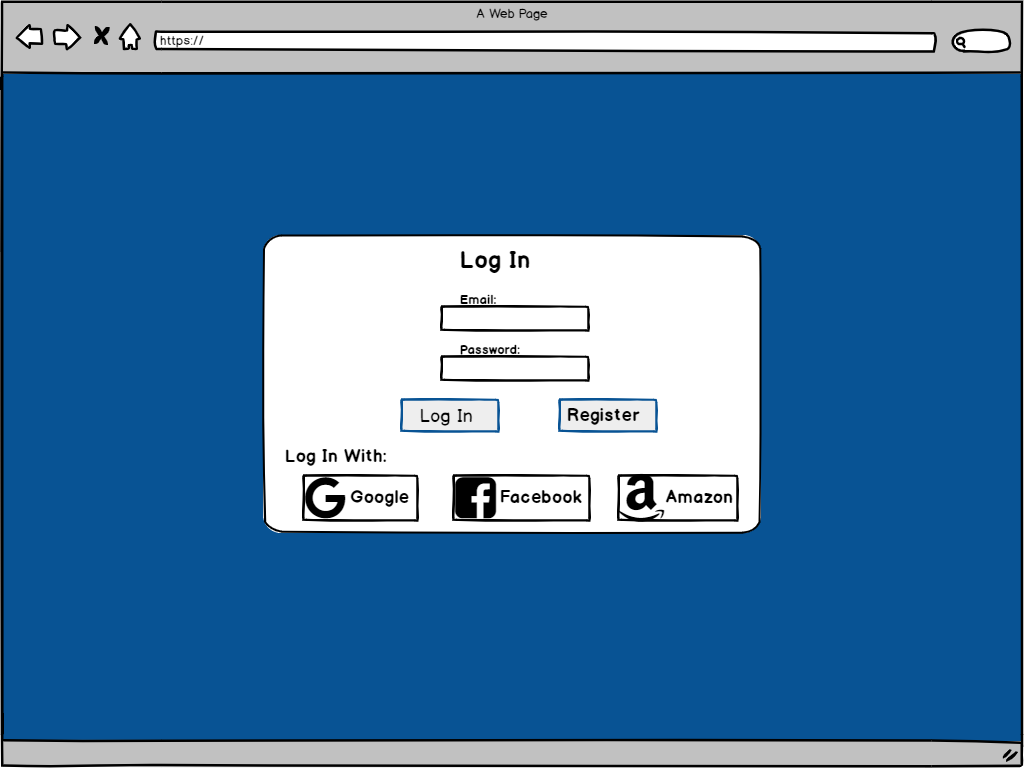 A Web Page
https://
Log In
Email:
Password:
Log In Register
Log In With:
Google Facebook Amazon